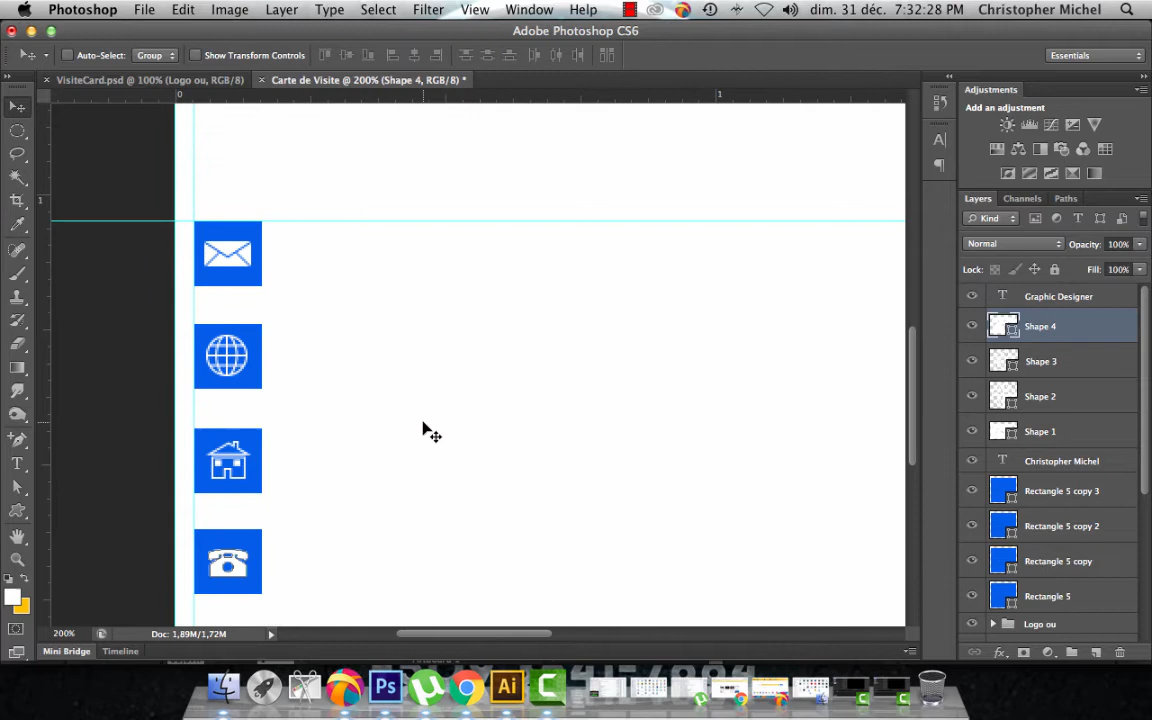 Photoshop File Edit Image Layer Type Select Filter View Window Help dim. 31 déc. 7:32:28 PM Christopher Michel
Adobe Photoshop CS6
Auto-Select: Group Show Transform Controls Essentials
VisiteCard.psd @ 100% (Logo ou, RGB/8) Carte de Visite @ 200% (Shape 4, RGB/8) *
0 1
1
Adjustments
Add an adjustment
Layers Channels Paths
Kind
Normal Opacity: 100%
Lock: Fill: 100%
Graphic Designer
Shape 4
Shape 3
Shape 2
Shape 1
Christopher Michel
Rectangle 5 copy 3
Rectangle 5 copy 2
Rectangle 5 copy
Rectangle 5
Logo ou
200% Doc: 1,89M/1,72M
Mini Bridge Timeline
Ps Ai